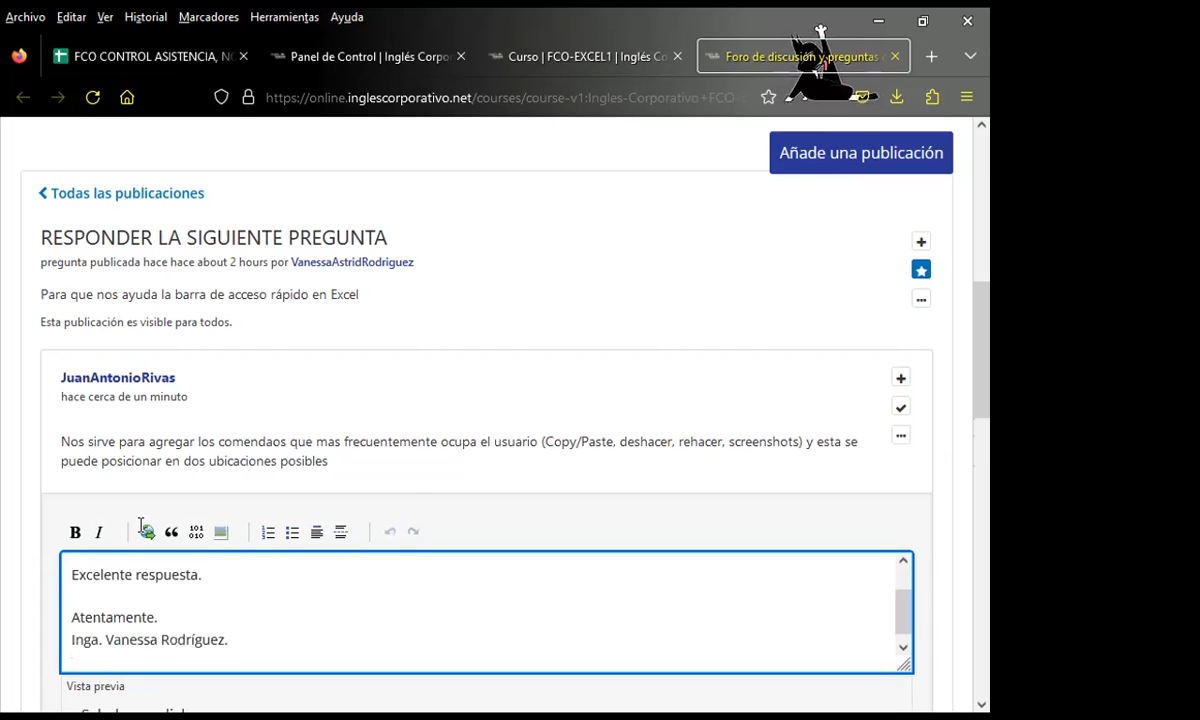 Archivo Editar Ver Historial Marcadores Herramientas Ayuda
FCO CONTROL ASISTENCIA, NO
Panel de Control | Inglés Corpo
Curso | FCO-EXCEL1 | Inglés Co
Foro de discusión y preguntas
https://online.inglescorporativo.net/courses/course-v1:Ingles-Corporativo+FCO-
Añade una publicación
Todas las publicaciones
RESPONDER LA SIGUIENTE PREGUNTA
pregunta publicada hace hace about 2 hours por VanessaAstridRodriguez
Para que nos ayuda la barra de acceso rápido en Excel
Esta publicación es visible para todos.
JuanAntonioRivas
hace cerca de un minuto
Nos sirve para agregar los comendaos que mas frecuentemente ocupa el usuario (Copy/Paste, deshacer, rehacer, screenshots) y esta se
puede posicionar en dos ubicaciones posibles
B I 101 010
Excelente respuesta.
Atentamente.
Inga. Vanessa Rodríguez.
Vista previa